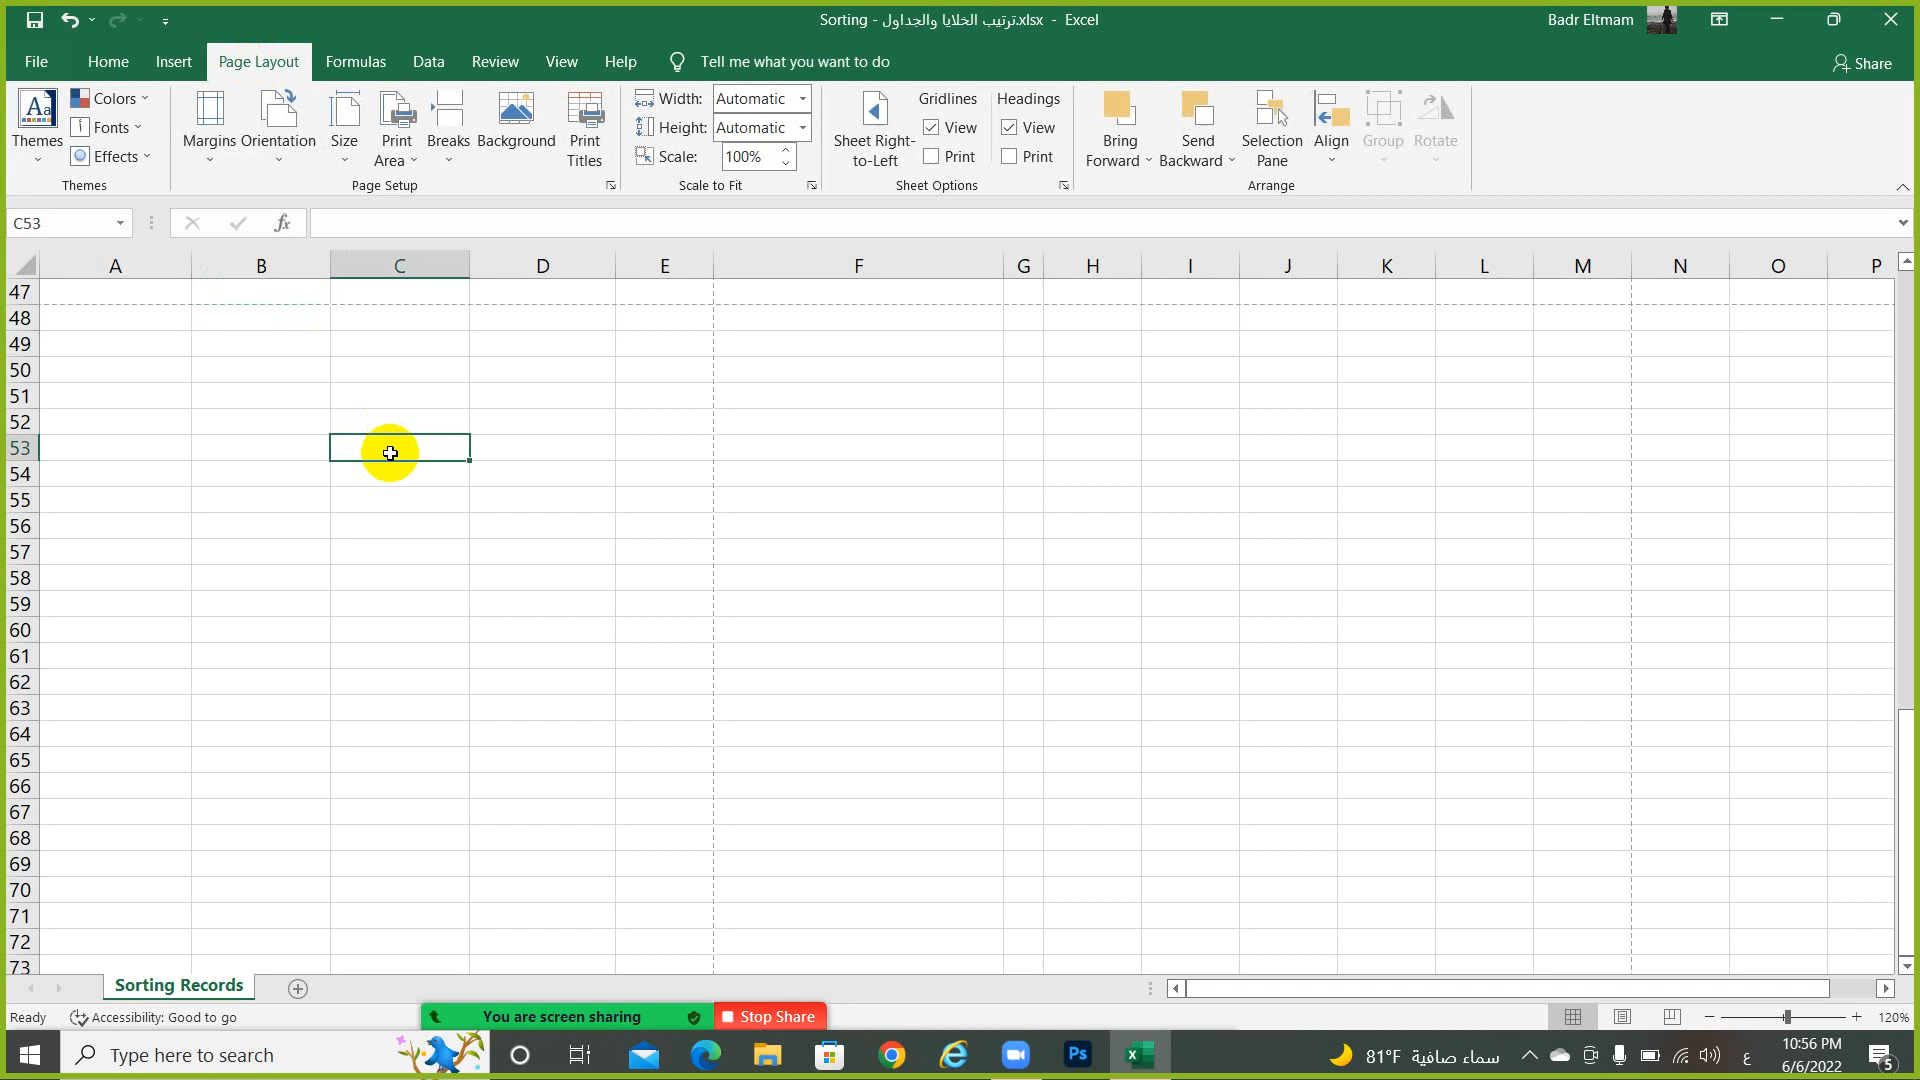 Sorting - ترتيب الخلايا والجداول.xlsx - Excel
Badr Eltmam
File Home Insert Page Layout Formulas Data Review View Help Tell me what you want to do Share
Themes
Colors
Fonts
Effects
Themes
Margins
Orientation
Size
Print Area
Breaks
Background
Print Titles
Page Setup
Width: Automatic
Height: Automatic
Scale: 100%
Scale to Fit
Sheet Right-to-Left
Gridlines
View
Print
Headings
View
Print
Sheet Options
Bring Forward
Send Backward
Selection Pane
Align
Group
Rotate
Arrange
C53
fx
A B C D E F G H I J K L M N O P
47
48
49
50
51
52
53
54
55
56
57
58
59
60
61
62
63
64
65
66
67
68
69
70
71
72
73
Sorting Records
Ready
Accessibility: Good to go
You are screen sharing
Stop Share
120%
Type here to search
Ps
81°F سماء صافية
ع
10:56 PM
6/6/2022
5